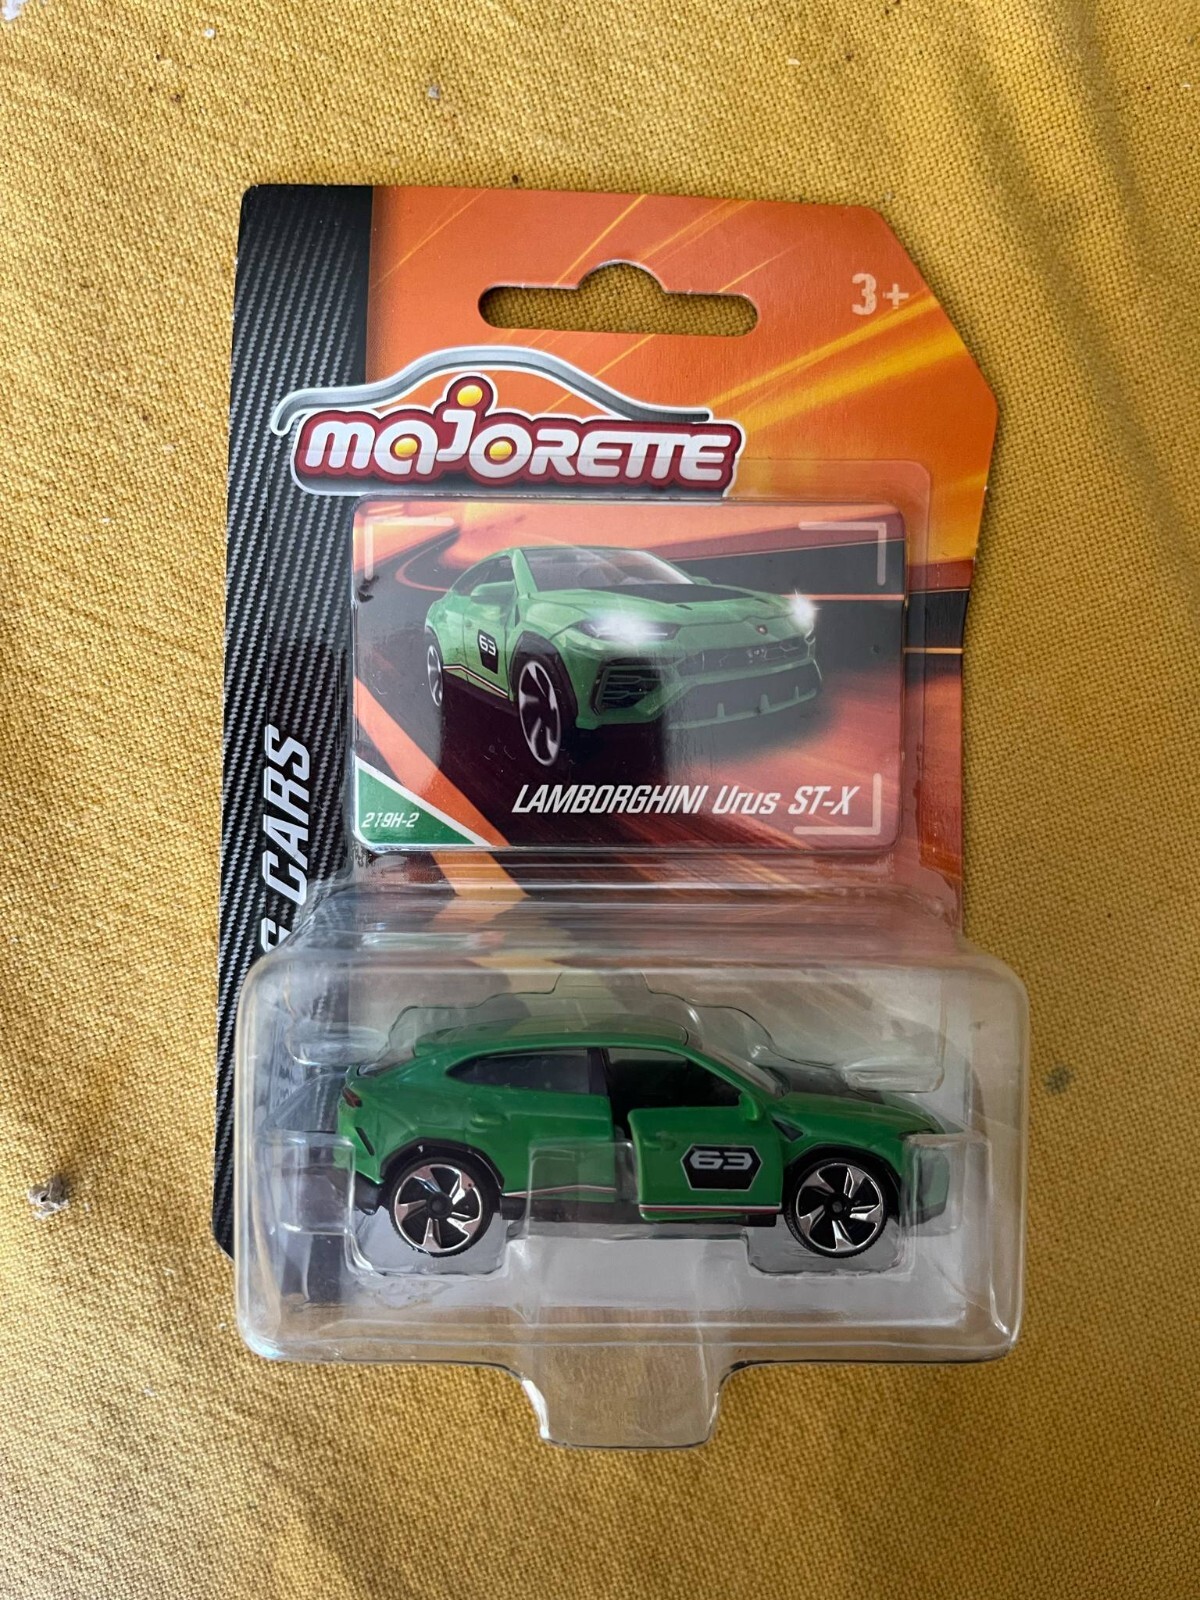 3+
MAJORETTE
63
LAMBORGHINI Urus ST-X
219H-2
CARS
63